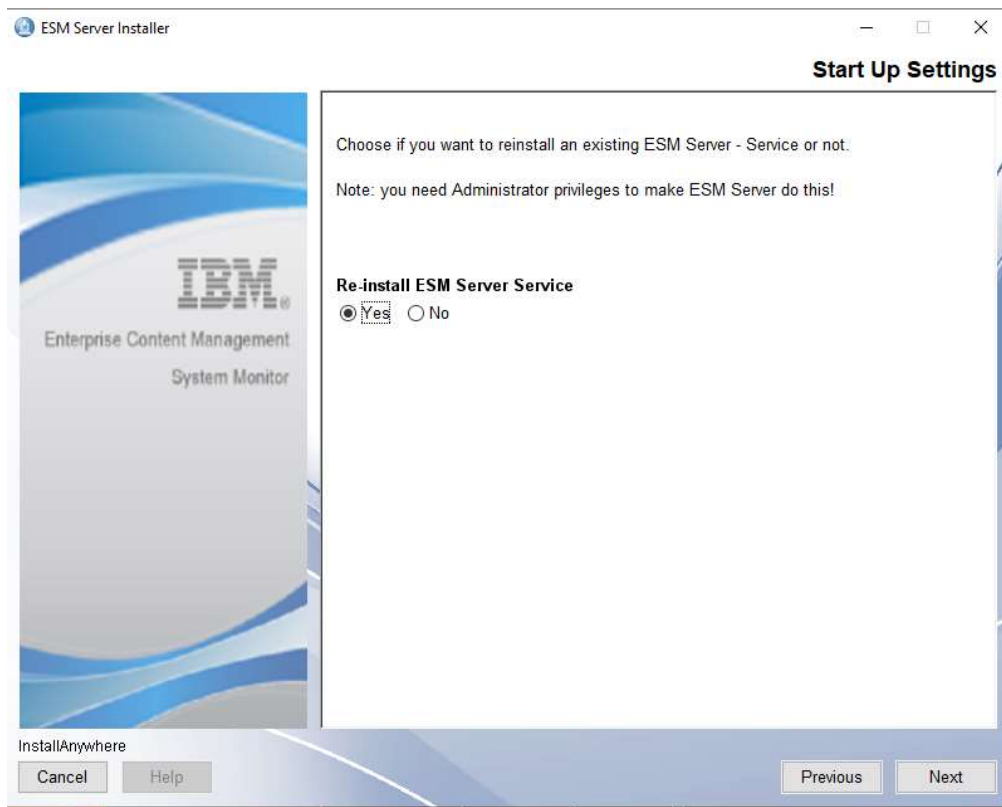 ESM Server Installer
Start Up Settings
Choose if you want to reinstall an existing ESM Server - Service or not.
Note: you need Administrator privileges to make ESM Server do this!
IBM®
Enterprise Content Management
System Monitor
Re-install ESM Server Service
Yes No
InstallAnywhere
Cancel Help Previous Next